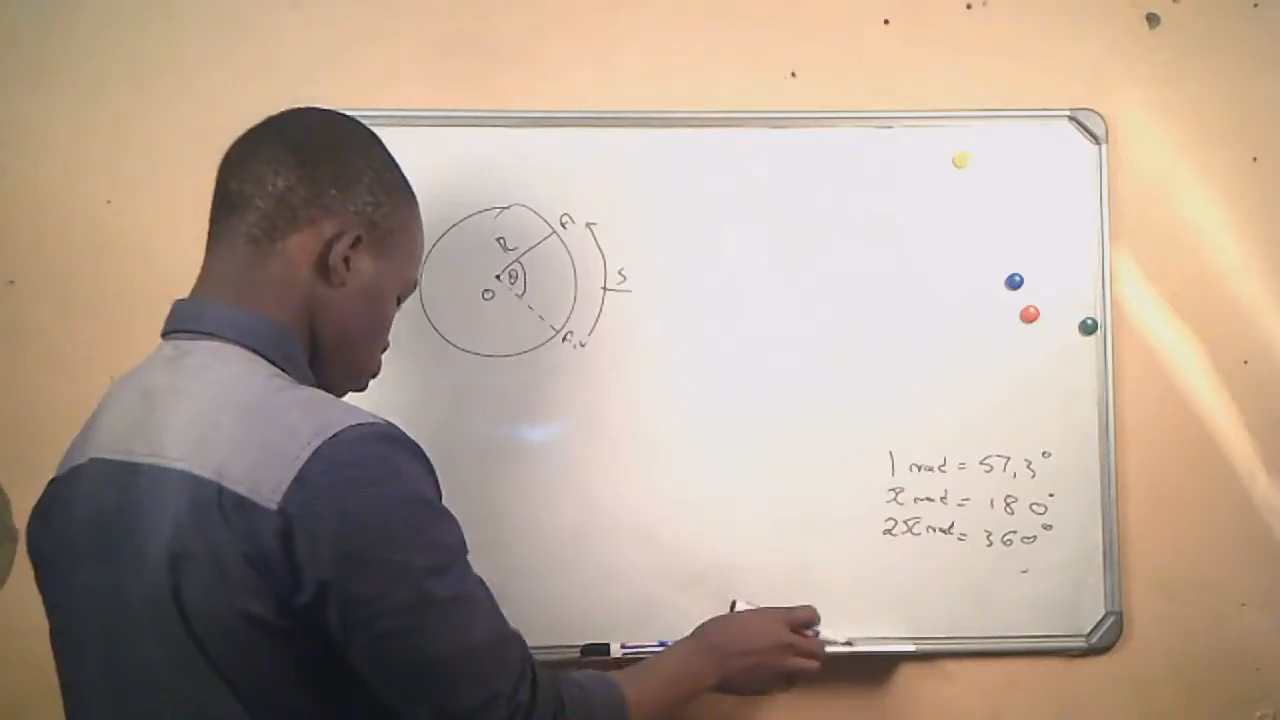 A
R
S
θ
O
1 rad = 57,3°
π rad = 180°
2π rad = 360°